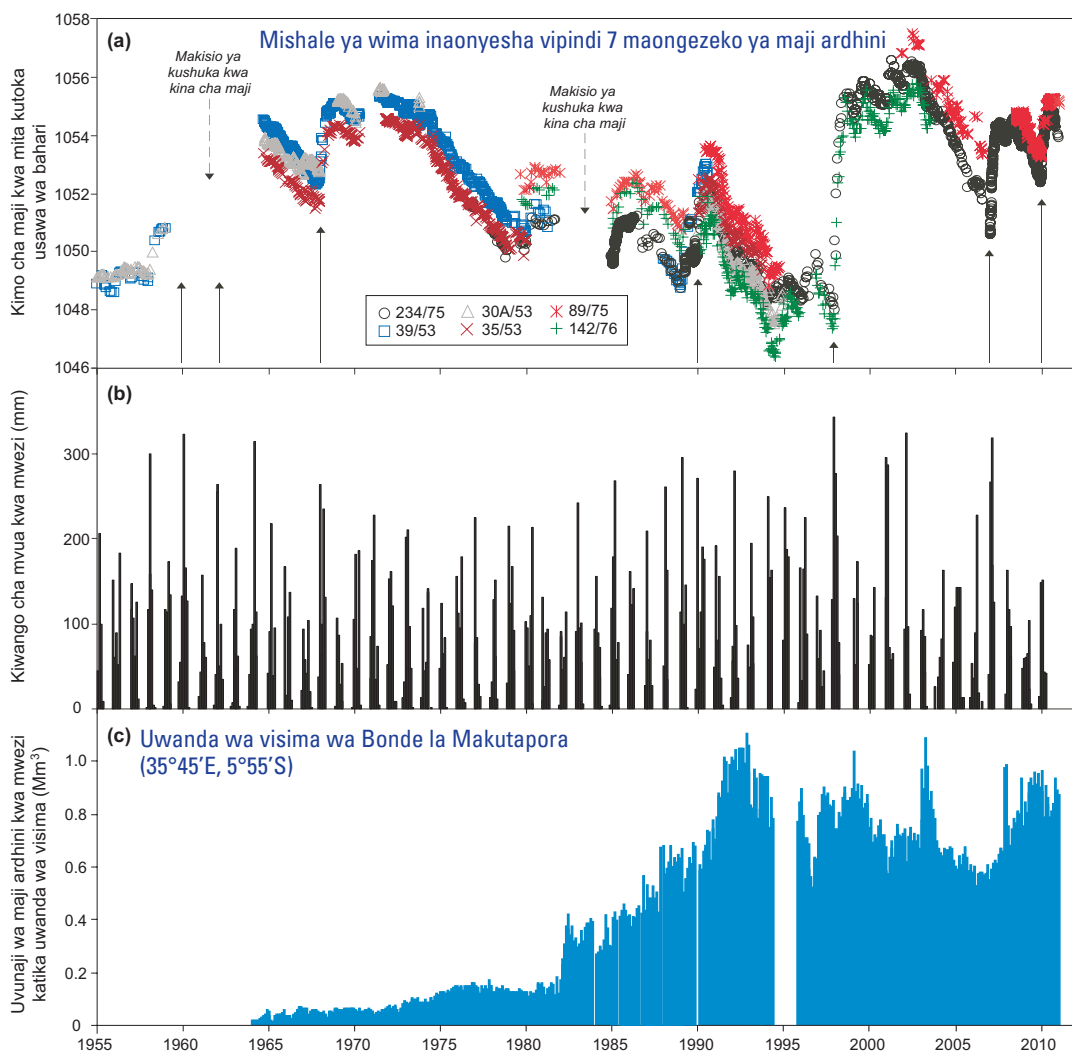 (a)
Mishale ya wima inaonyesha vipindi 7 maongezeko ya maji ardhini
Makisio ya
kushuka kwa
kina cha maji
Makisio ya
kushuka kwa
kina cha maji
Kimo cha maji kwa mita kutoka
usawa wa bahari
1058
1056
1054
1052
1050
1048
1046
234/75
30A/53
89/75
39/53
35/53
142/76
(b)
Kiwango cha mvua kwa mwezi (mm)
300
200
100
0
(c)
Uwanda wa visima wa Bonde la Makutapora
(35°45'E, 5°55'S)
Uvunaji wa maji ardhini kwa mwezi
katika uwanda wa visima (Mm³)
1.0
0.8
0.6
0.4
0.2
0
1955 1960 1965 1970 1975 1980 1985 1990 1995 2000 2005 2010